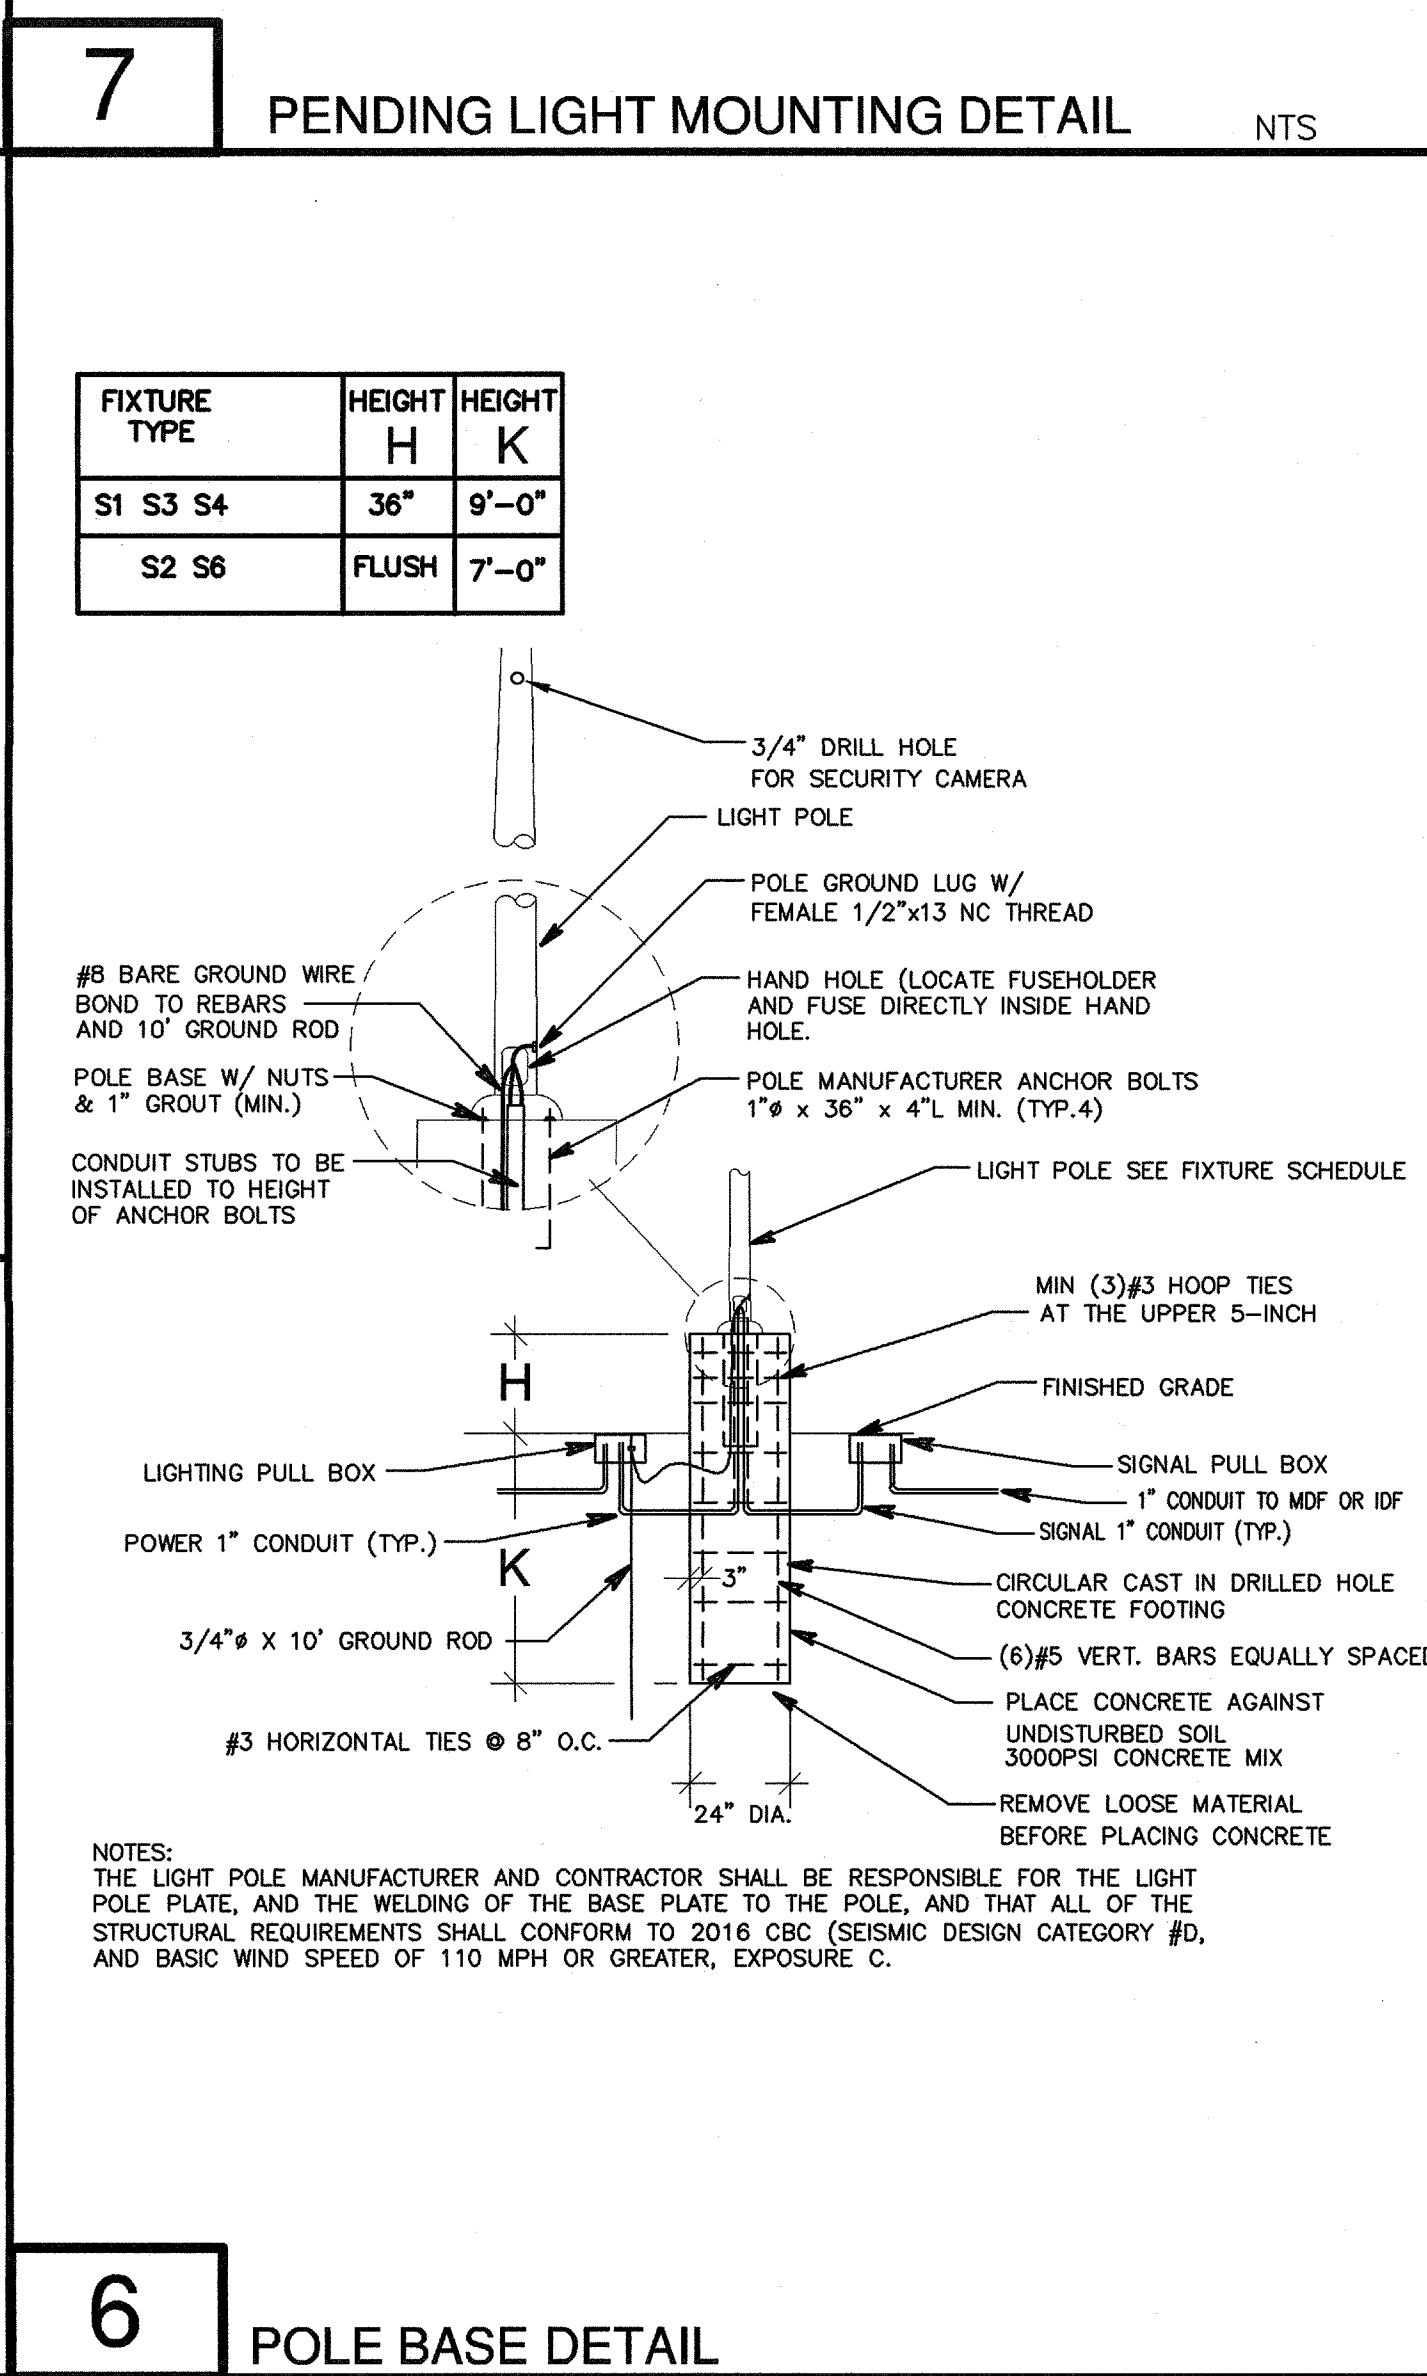 7
PENDING LIGHT MOUNTING DETAIL NTS
FIXTURE TYPE HEIGHT H HEIGHT K
S1 S3 S4 36" 9'-0"
S2 S6 FLUSH 7'-0"
3/4" DRILL HOLE
FOR SECURITY CAMERA
LIGHT POLE
POLE GROUND LUG W/
FEMALE 1/2"x13 NC THREAD
#8 BARE GROUND WIRE
BOND TO REBARS
AND 10' GROUND ROD
HAND HOLE (LOCATE FUSEHOLDER
AND FUSE DIRECTLY INSIDE HAND
HOLE.
POLE BASE W/ NUTS
& 1" GROUT (MIN.)
POLE MANUFACTURER ANCHOR BOLTS
1"ø x 36" x 4"L MIN. (TYP.4)
CONDUIT STUBS TO BE
INSTALLED TO HEIGHT
OF ANCHOR BOLTS
LIGHT POLE SEE FIXTURE SCHEDULE
MIN (3)#3 HOOP TIES
AT THE UPPER 5-INCH
H
FINISHED GRADE
LIGHTING PULL BOX
SIGNAL PULL BOX
1" CONDUIT TO MDF OR IDF
POWER 1" CONDUIT (TYP.)
SIGNAL 1" CONDUIT (TYP.)
K
3"
CIRCULAR CAST IN DRILLED HOLE
CONCRETE FOOTING
3/4"ø X 10' GROUND ROD
(6)#5 VERT. BARS EQUALLY SPACED
PLACE CONCRETE AGAINST
UNDISTURBED SOIL
3000PSI CONCRETE MIX
#3 HORIZONTAL TIES @ 8" O.C.
24" DIA.
REMOVE LOOSE MATERIAL
BEFORE PLACING CONCRETE
NOTES:
THE LIGHT POLE MANUFACTURER AND CONTRACTOR SHALL BE RESPONSIBLE FOR THE LIGHT
POLE PLATE, AND THE WELDING OF THE BASE PLATE TO THE POLE, AND THAT ALL OF THE
STRUCTURAL REQUIREMENTS SHALL CONFORM TO 2016 CBC (SEISMIC DESIGN CATEGORY #D,
AND BASIC WIND SPEED OF 110 MPH OR GREATER, EXPOSURE C.
6
POLE BASE DETAIL